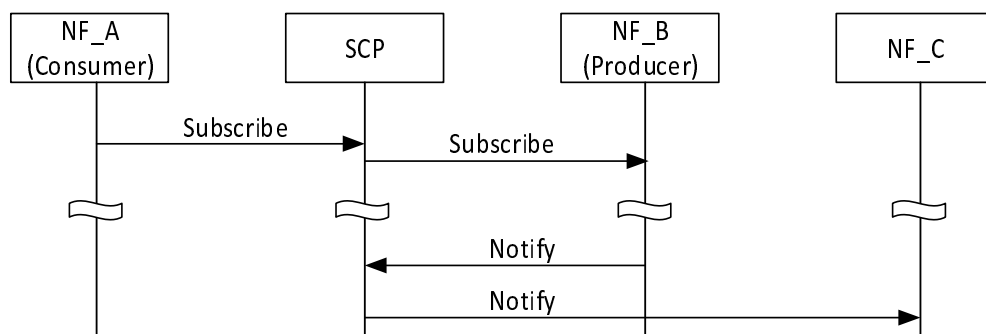 NF_A
(Consumer)
SCP
NF_B
(Producer)
NF_C
Subscribe
Subscribe
Notify
Notify